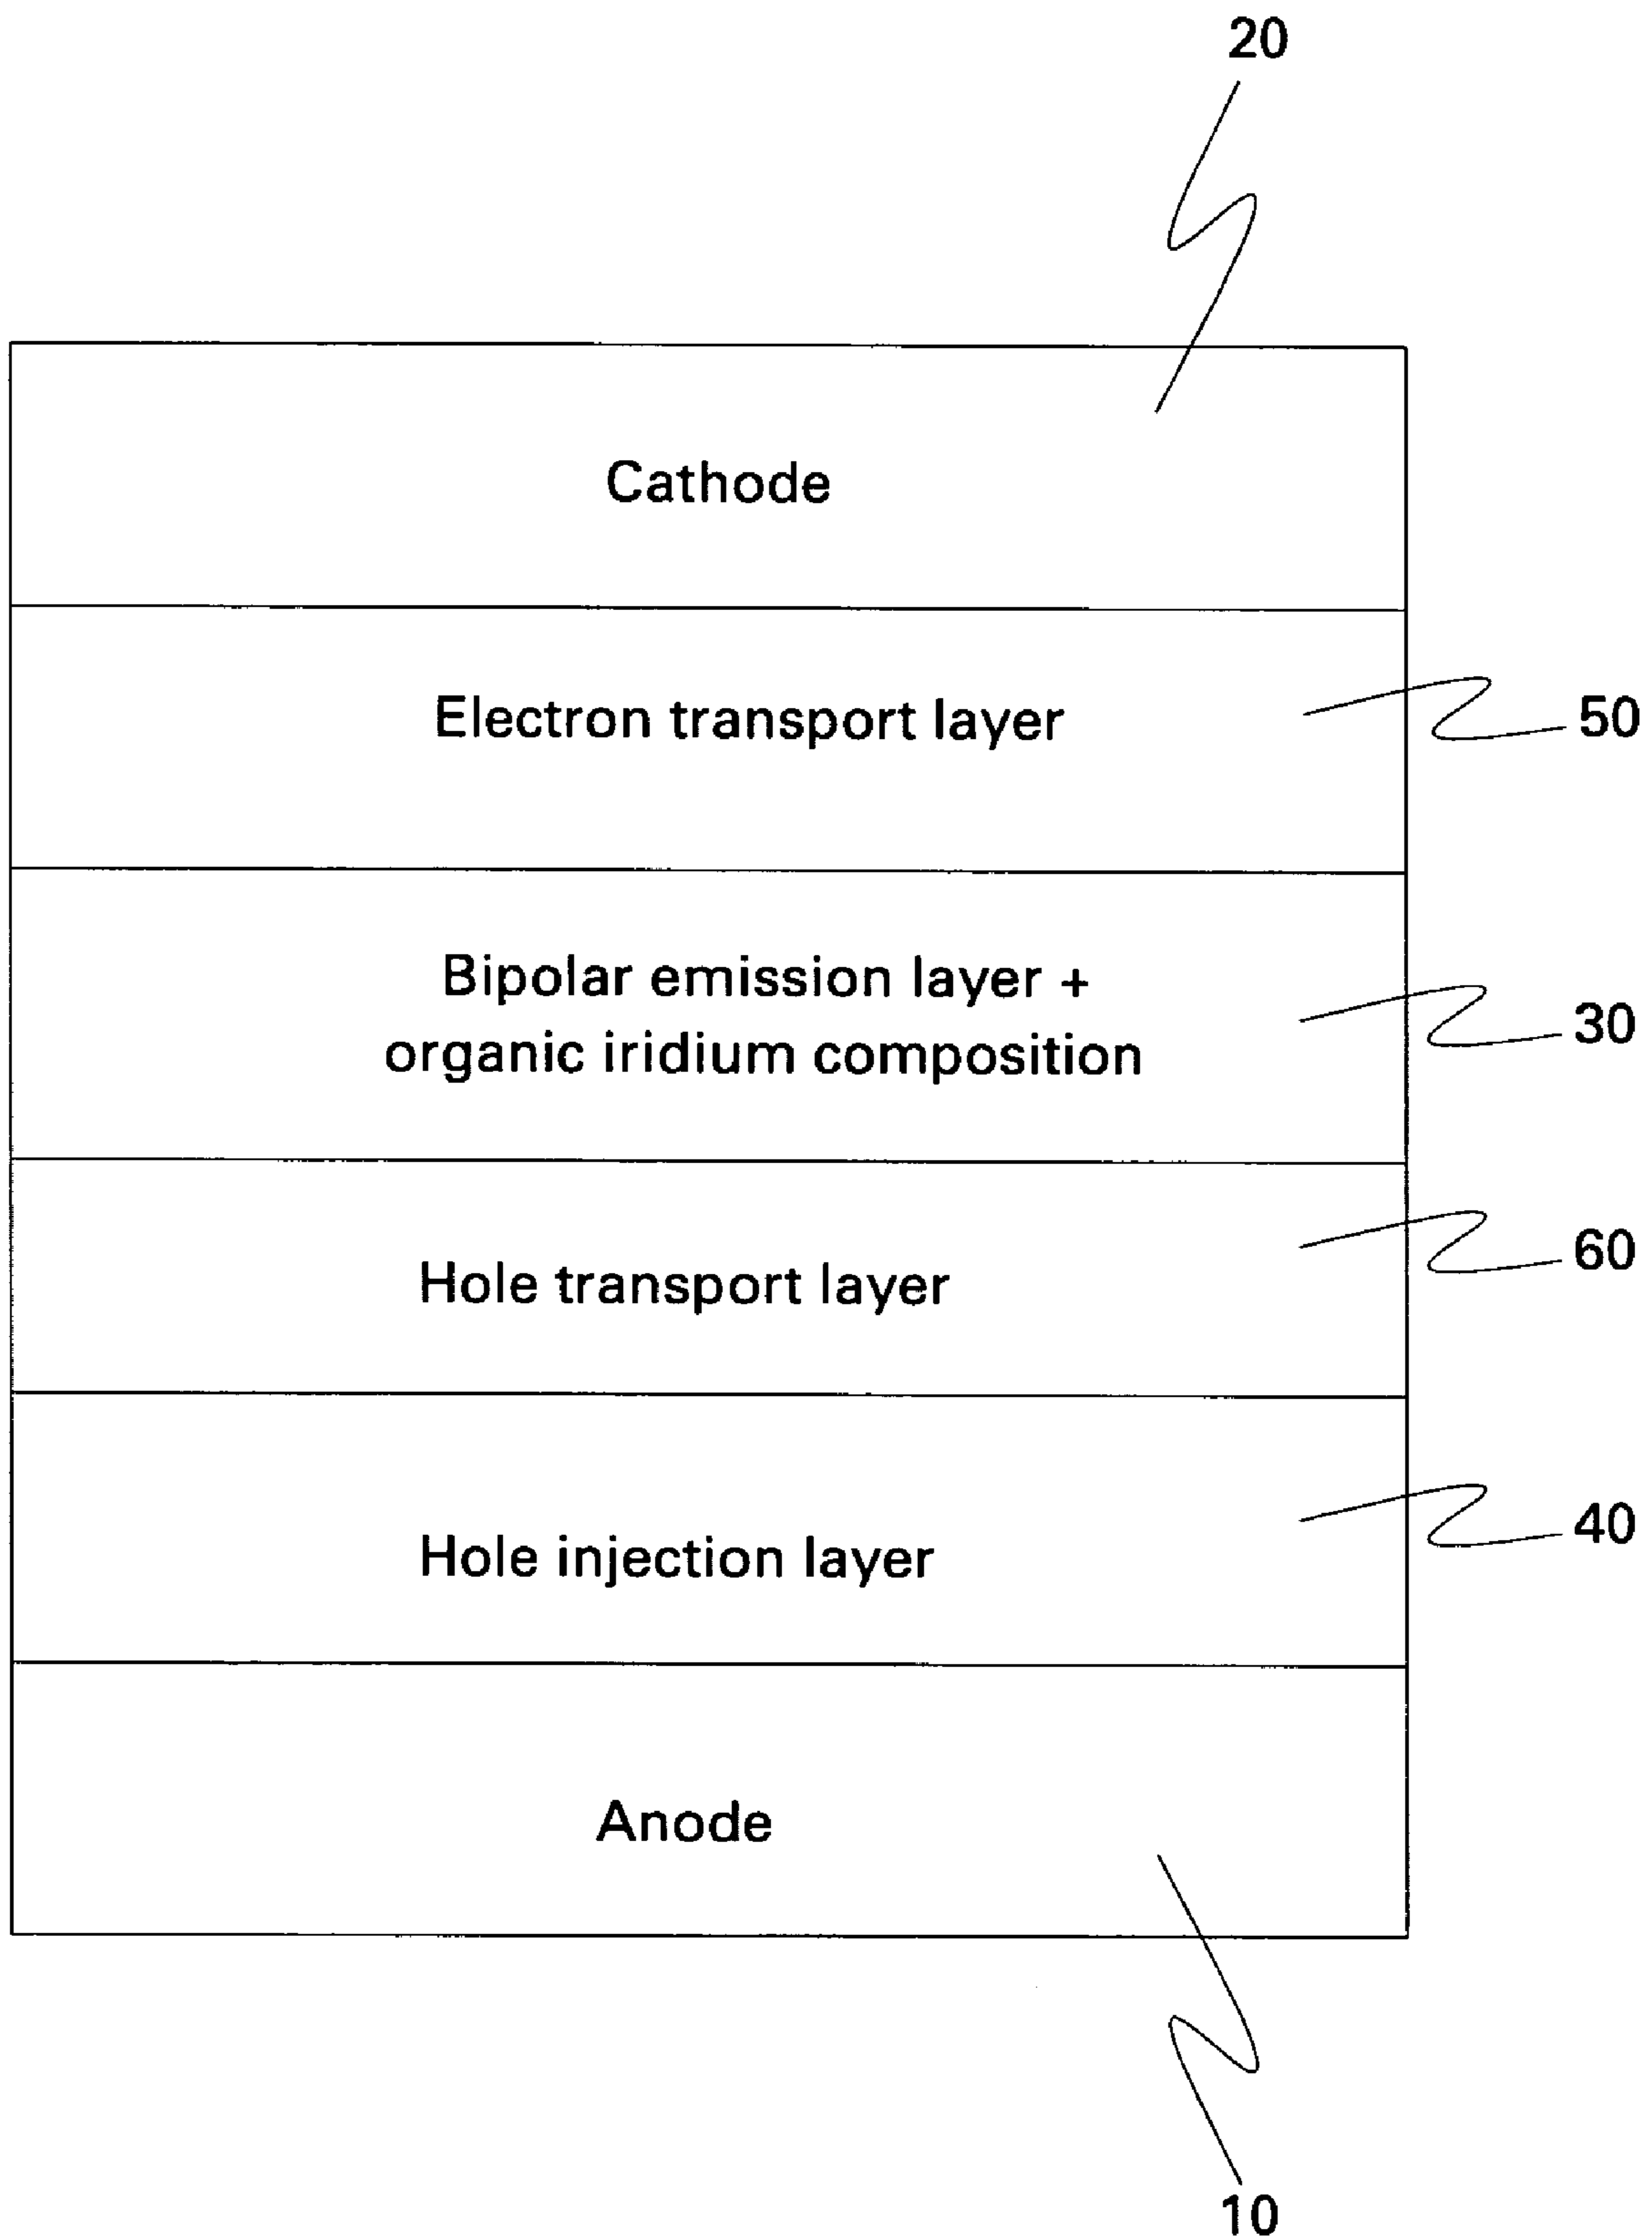 20
Cathode
Electron transport layer
50
Bipolar emission layer +
organic iridium composition
30
60
Hole transport layer
40
Hole injection layer
Anode
10